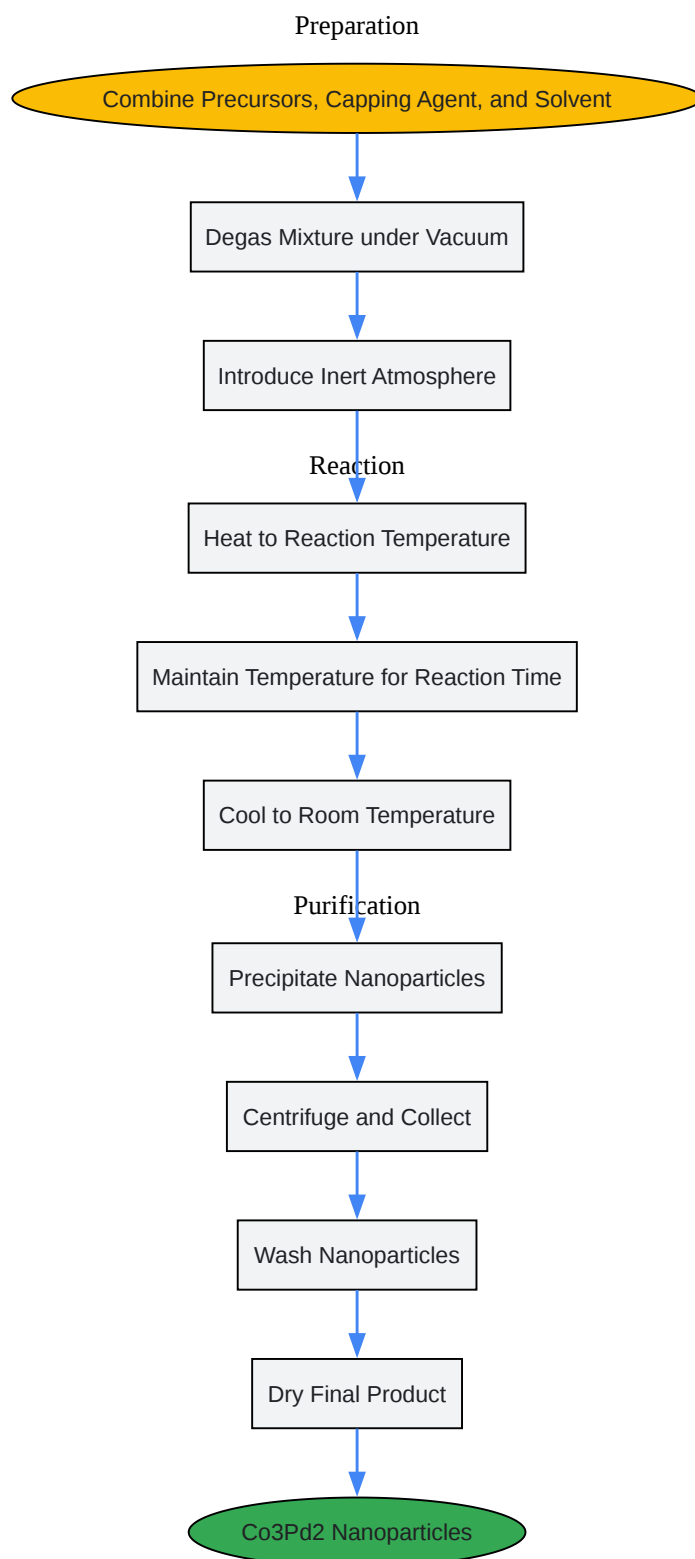 Preparation
Combine Precursors, Capping Agent, and Solvent
Degas Mixture under Vacuum
Introduce Inert Atmosphere
Reaction
Heat to Reaction Temperature
Maintain Temperature for Reaction Time
Cool to Room Temperature
Purification
Precipitate Nanoparticles
Centrifuge and Collect
Wash Nanoparticles
Dry Final Product
Co3Pd2 Nanoparticles